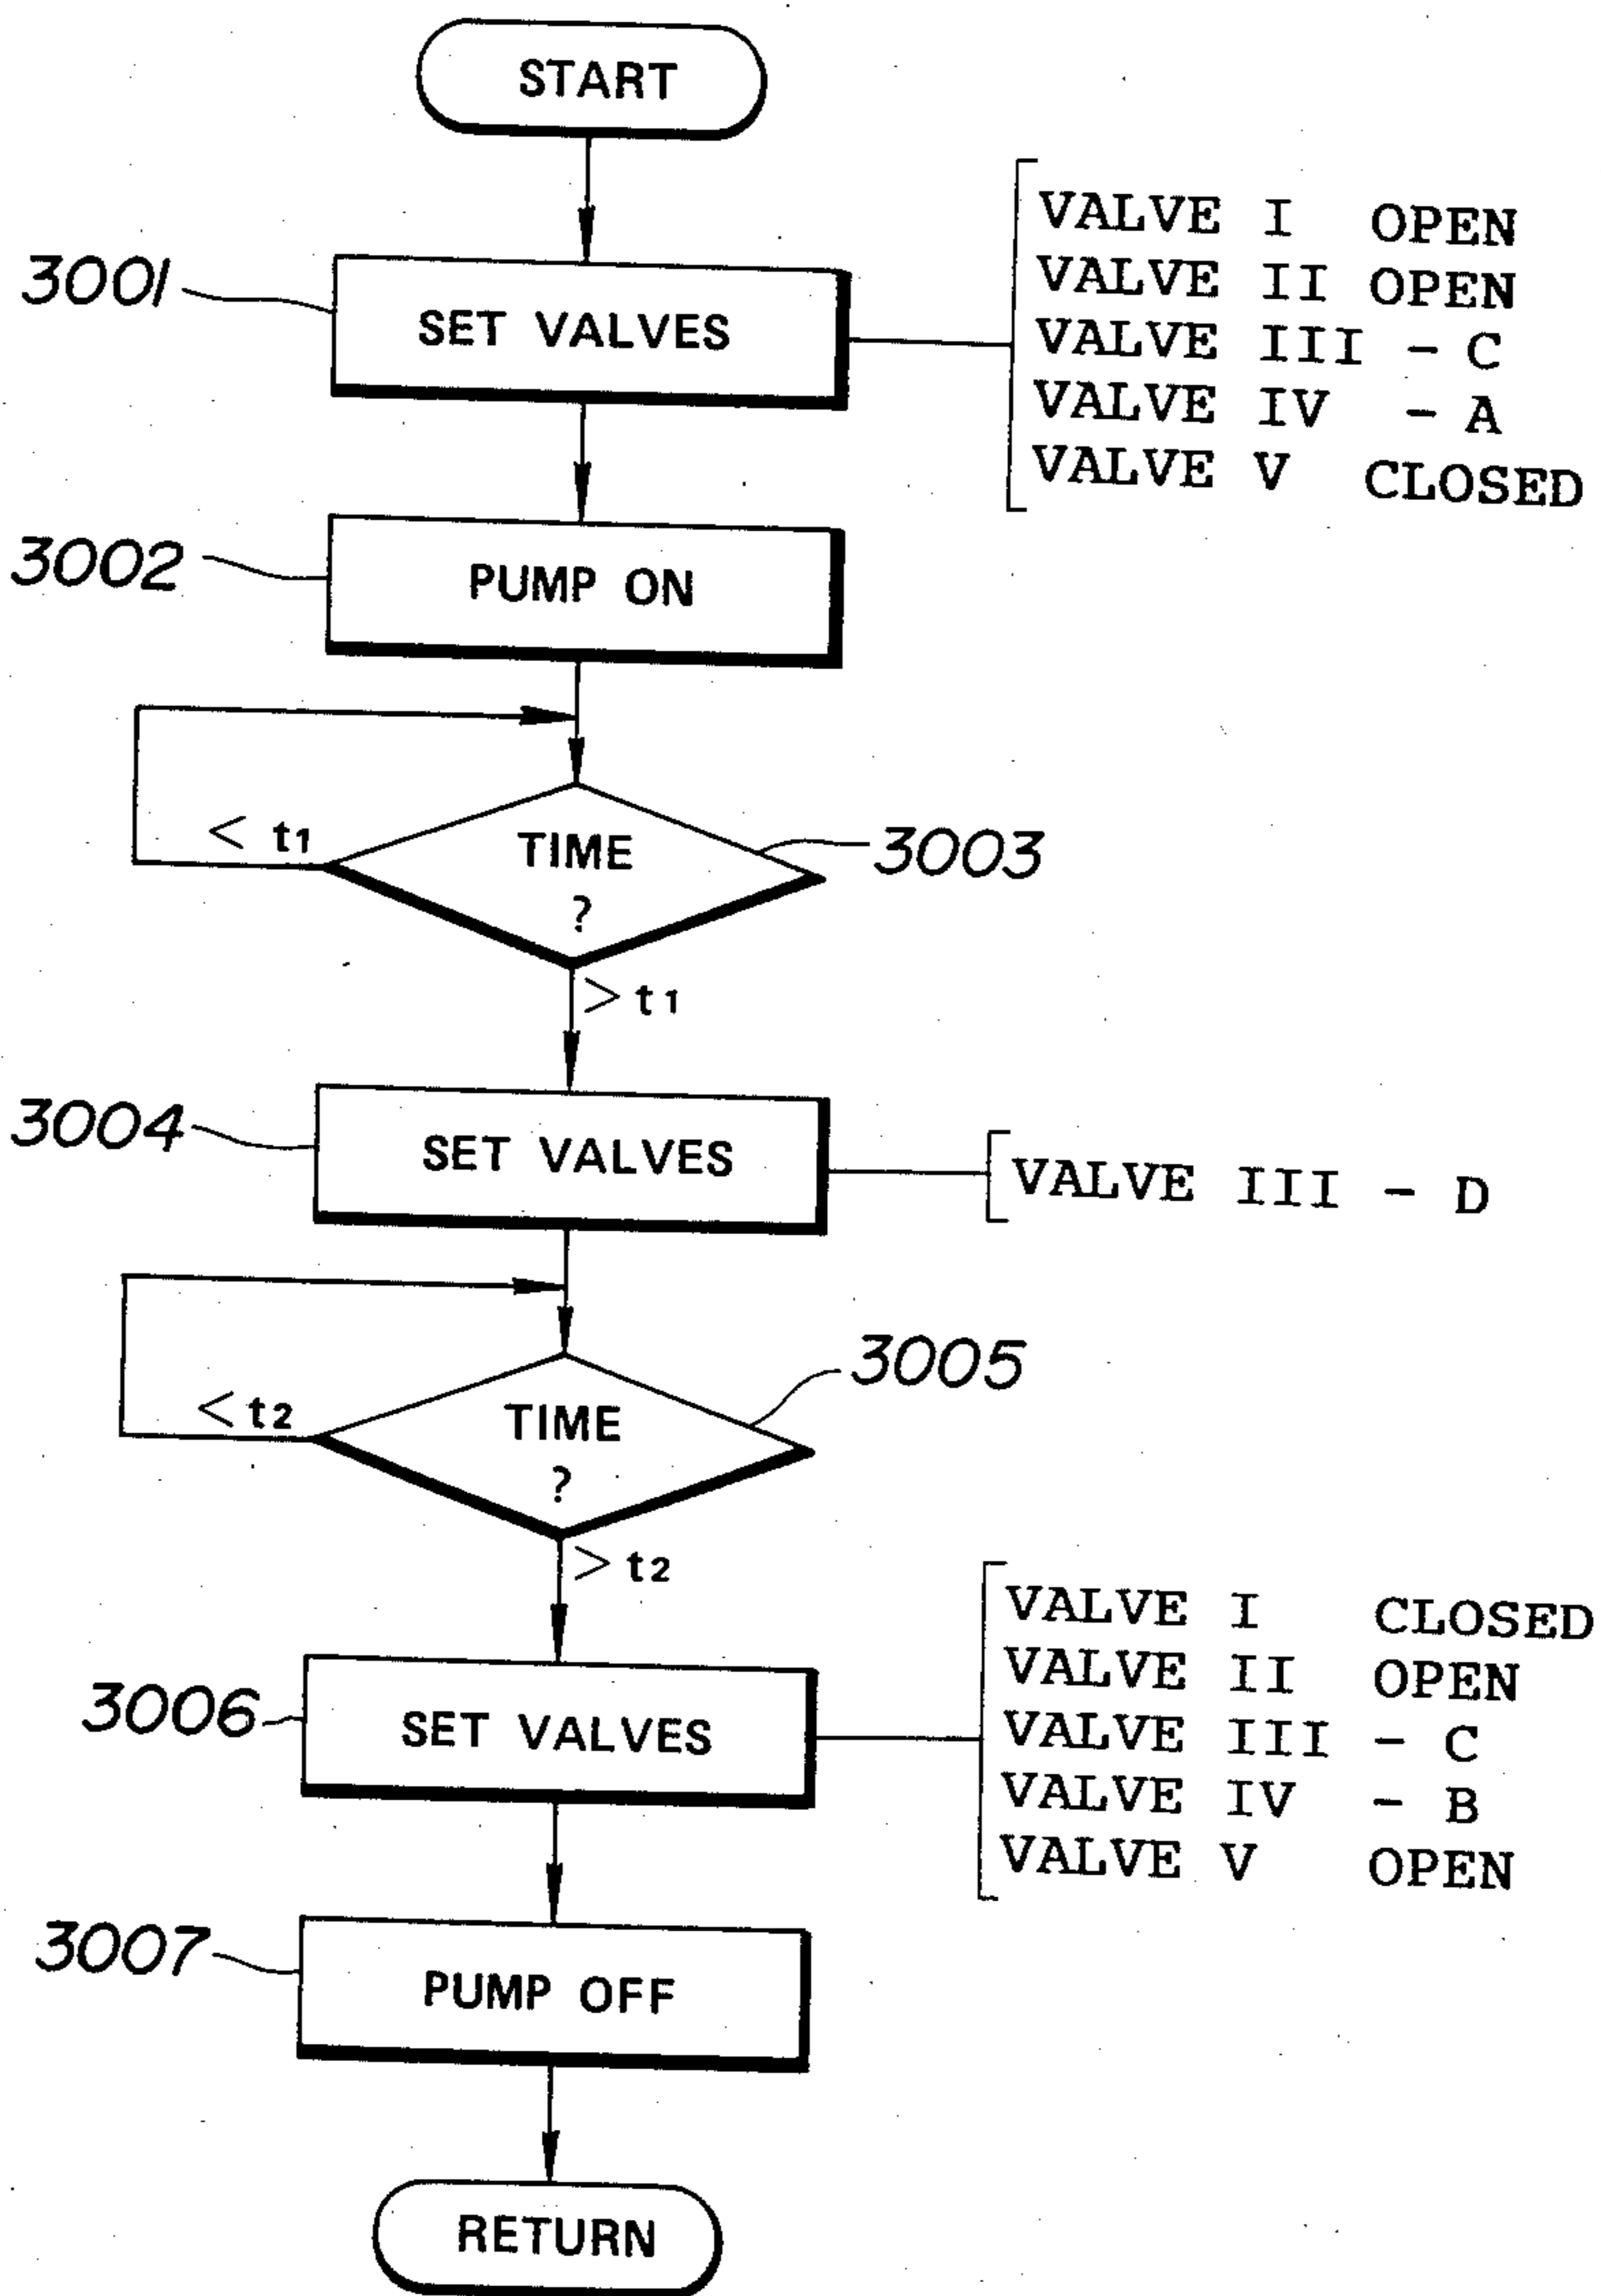 START
3001
SET VALVES
VALVE I OPEN
VALVE II OPEN
VALVE III - C
VALVE IV - A
VALVE V CLOSED
3002
PUMP ON
< t1
TIME
?
3003
> t1
3004
SET VALVES
VALVE III - D
< t2
TIME
?
3005
> t2
3006
SET VALVES
VALVE I CLOSED
VALVE II OPEN
VALVE III - C
VALVE IV - B
VALVE V OPEN
3007
PUMP OFF
RETURN